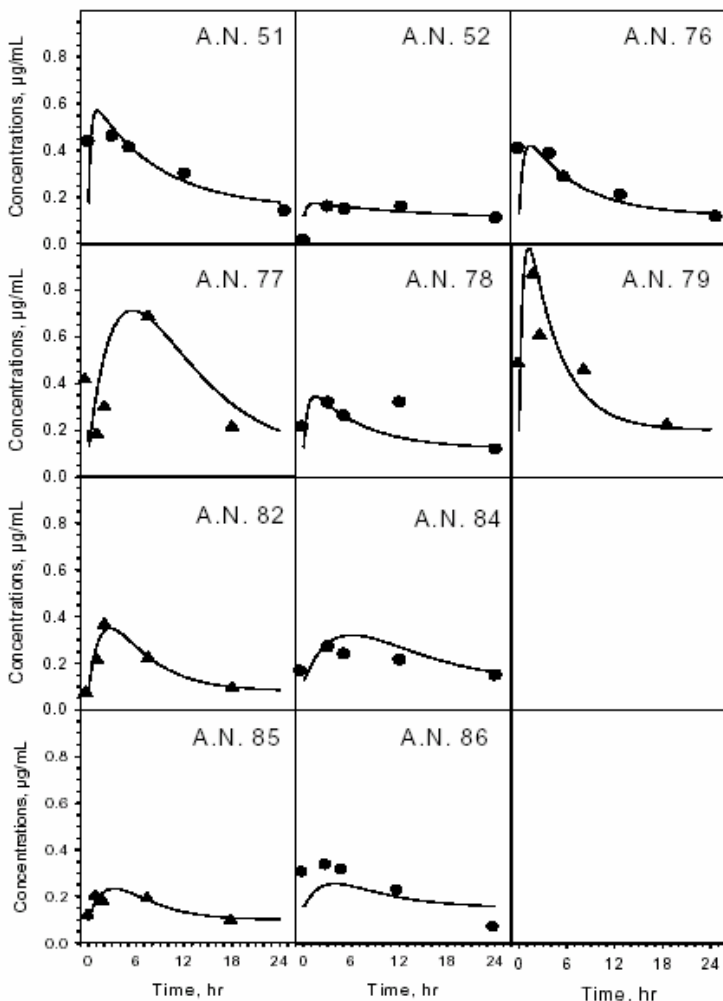 A.N. 51 A.N. 52 A.N. 76
Concentrations, µg/mL
0.8
0.6
0.4
0.2
0.0
A.N. 77 A.N. 78 A.N. 79
Concentrations, µg/mL
0.8
0.6
0.4
0.2
0.0
A.N. 82 A.N. 84
Concentrations, µg/mL
0.8
0.6
0.4
0.2
0.0
A.N. 85 A.N. 86
Concentrations, µg/mL
0.8
0.6
0.4
0.2
0.0
0 6 12 18 24 0 6 12 18 24 0 6 12 18 24
Time, hr Time, hr Time, hr